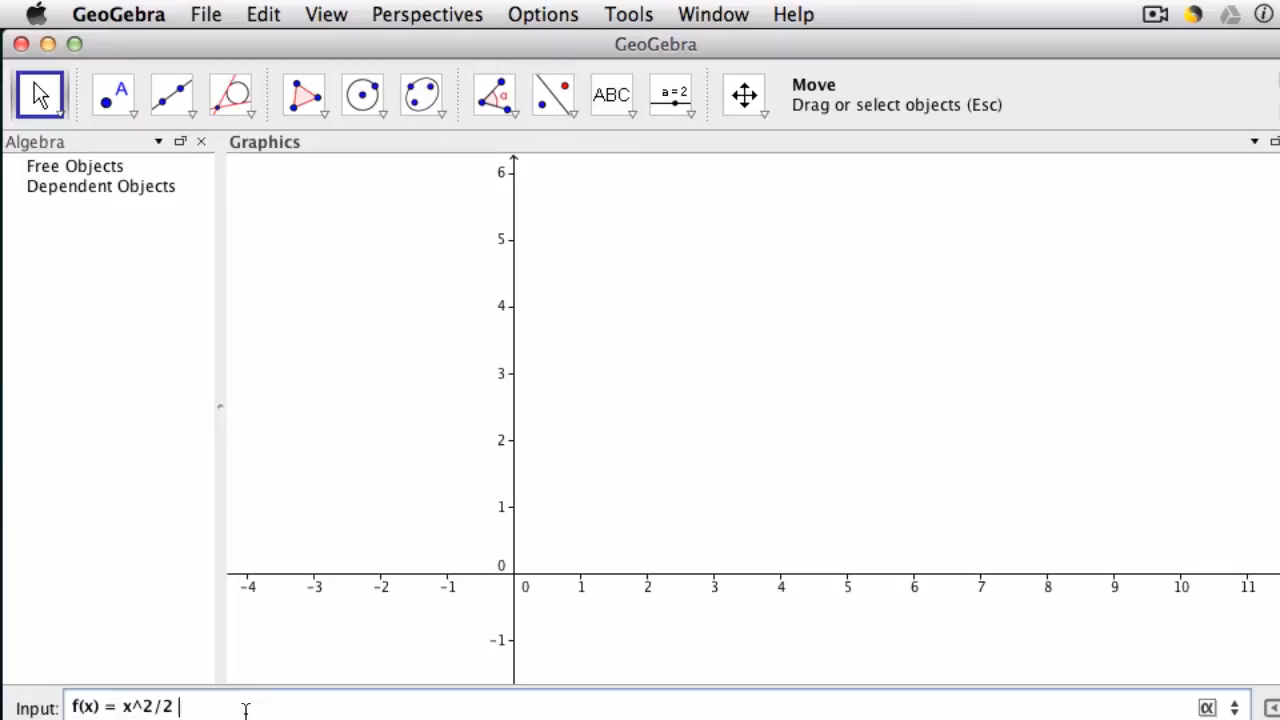 GeoGebra File Edit View Perspectives Options Tools Window Help
GeoGebra
A
α
ABC
a = 2
Move
Drag or select objects (Esc)
Algebra
Graphics
Free Objects
Dependent Objects
6
5
4
3
2
1
0
-4 -3 -2 -1 0 1 2 3 4 5 6 7 8 9 10 11
-1
Input: f(x) = x^2/2
α